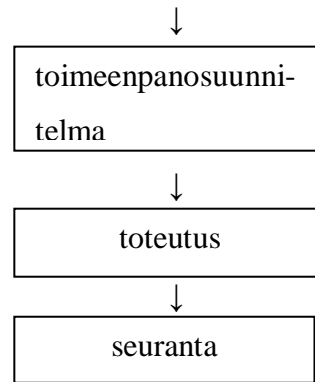 ↓
toimeenpanosuunni-
telma
↓
toteutus
↓
seuranta